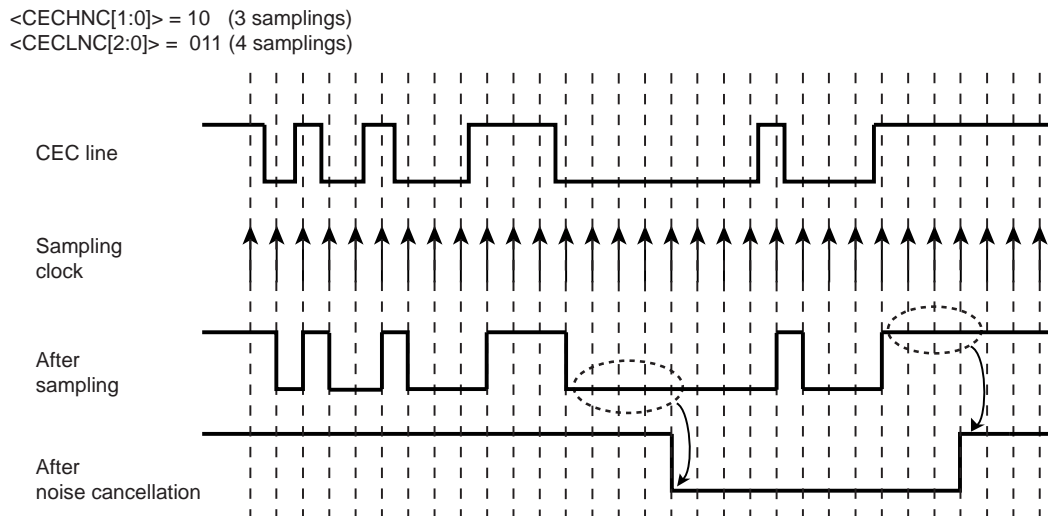 <CECHNC[1:0]> = 10 (3 samplings)
<CECLNC[2:0]> = 011 (4 samplings)
CEC line
Sampling
clock
After
sampling
After
noise cancellation